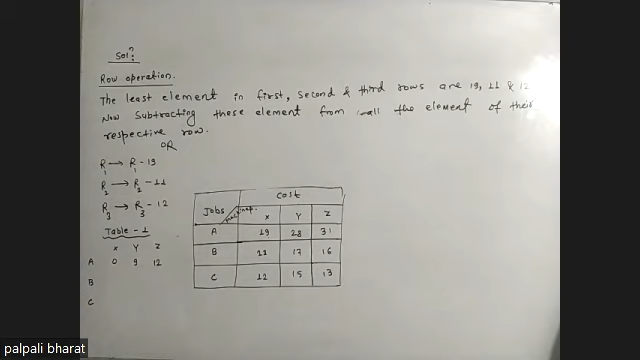 Sol?
Row operation.
The least element in first, second & third rows are 19, 11 & 12
Now subtracting these element from all the element of their
respective row.
OR
R1 → R1 - 19
R2 → R2 - 11
R3 → R3 - 12
Table - 1
X Y Z
A 0 9 12
B
C
Jobs Cost
X Y Z
A 19 28 31
B 11 17 16
C 12 15 13
palpali bharat